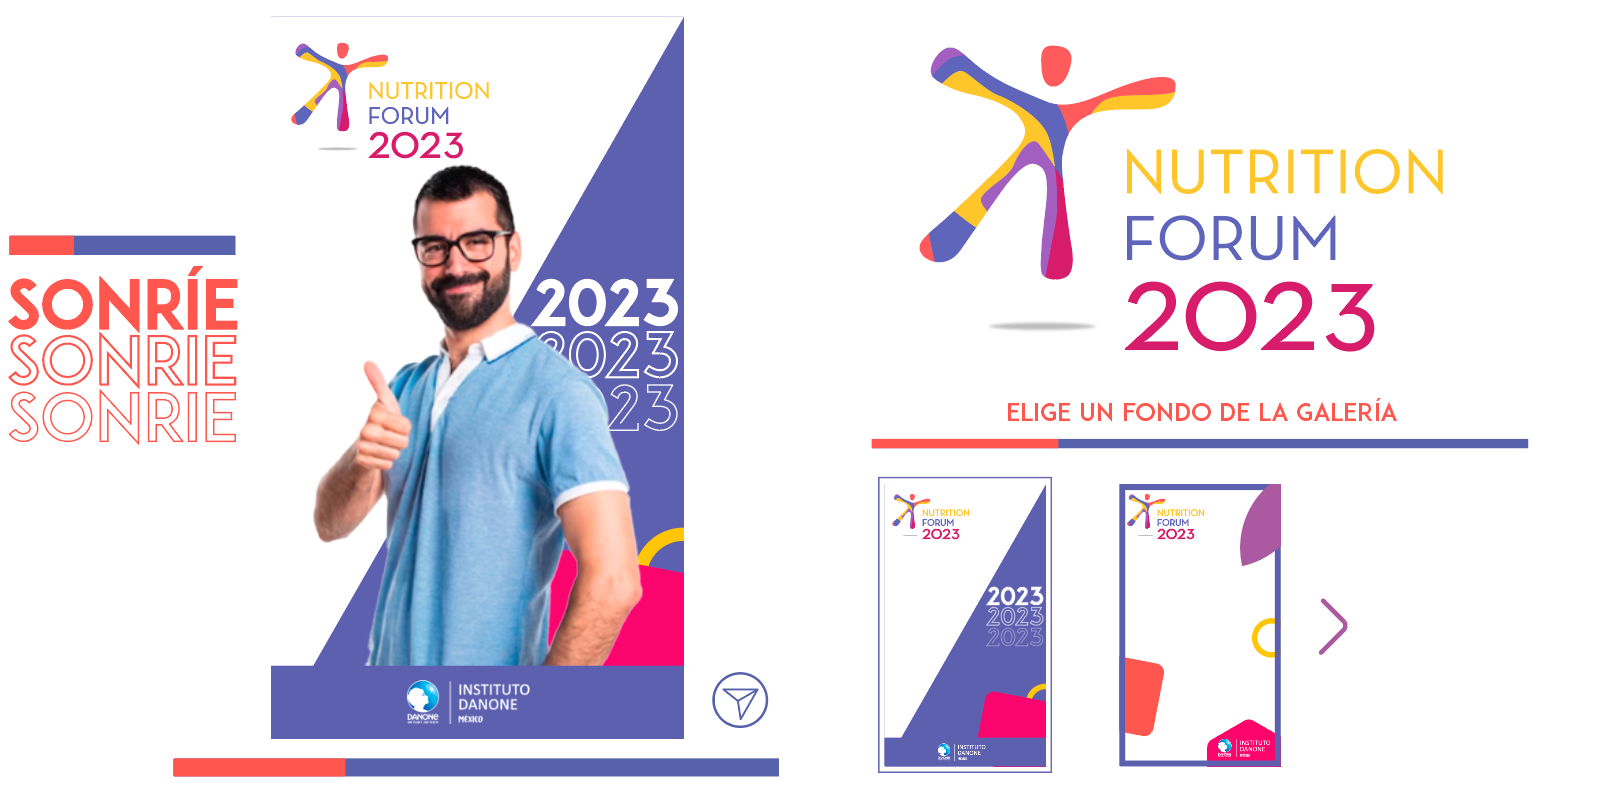 SONRÍE
SONRIE
SONRIE
NUTRITION
FORUM
2023
2023
2023
23
DANONE
INSTITUTO
DANONE
MÉXICO
NUTRITION
FORUM
2023
ELIGE UN FONDO DE LA GALERÍA
NUTRITION
FORUM
2023
2023
2023
2023
INSTITUTO
DANONE
NUTRITION
FORUM
2023
INSTITUTO
DANONE